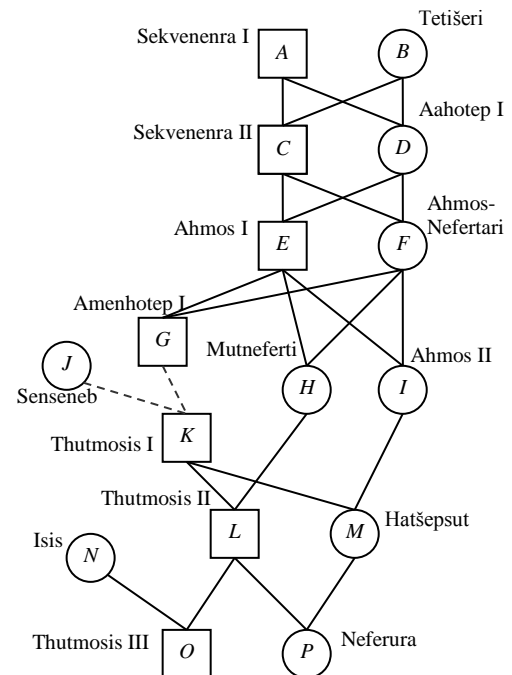 Tetišeri
Sekvenenra I
A
B
Aahotep I
Sekvenenra II
C
D
Ahmos-
Nefertari
Ahmos I
E
F
Amenhotep I
G
Mutneferti
Ahmos II
J
H
I
Senseneb
K
Thutmosis I
Thutmosis II
L
M
Hatšepsut
Isis
N
Thutmosis III
O
P
Neferura